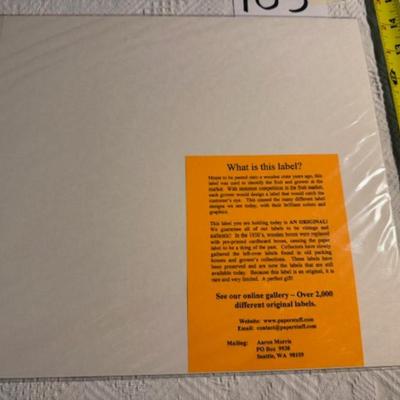 105
What is this label?
Meant to be pasted onto a wooden crate years ago, this
label was used to identify the fruit and grower at the
market. With immense competition in the fruit market,
each grower would design a label that would catch the
customer's eye. This caused the many different label
designs we see today, with their brilliant colors and
graphics.
This label you are holding today is AN ORIGINAL!
We guarantee all of our labels to be vintage and
authentic! In the 1950's, wooden boxes were replaced
with pre-printed cardboard boxes, causing the paper
label to be a thing of the past. Collectors have slowly
gathered the left-over labels found in old packing
houses and grower's collections. These labels have
been preserved and are now the labels that are still
available today. Because this label is an original, it is
rare and very limited. A perfect gift!
See our online gallery – Over 2,000
different original labels.
Website: www.paperstuff.com
Email: contact@paperstuff.com
Mailing: Aaron Morris
PO Box 9938
Seattle, WA 98109